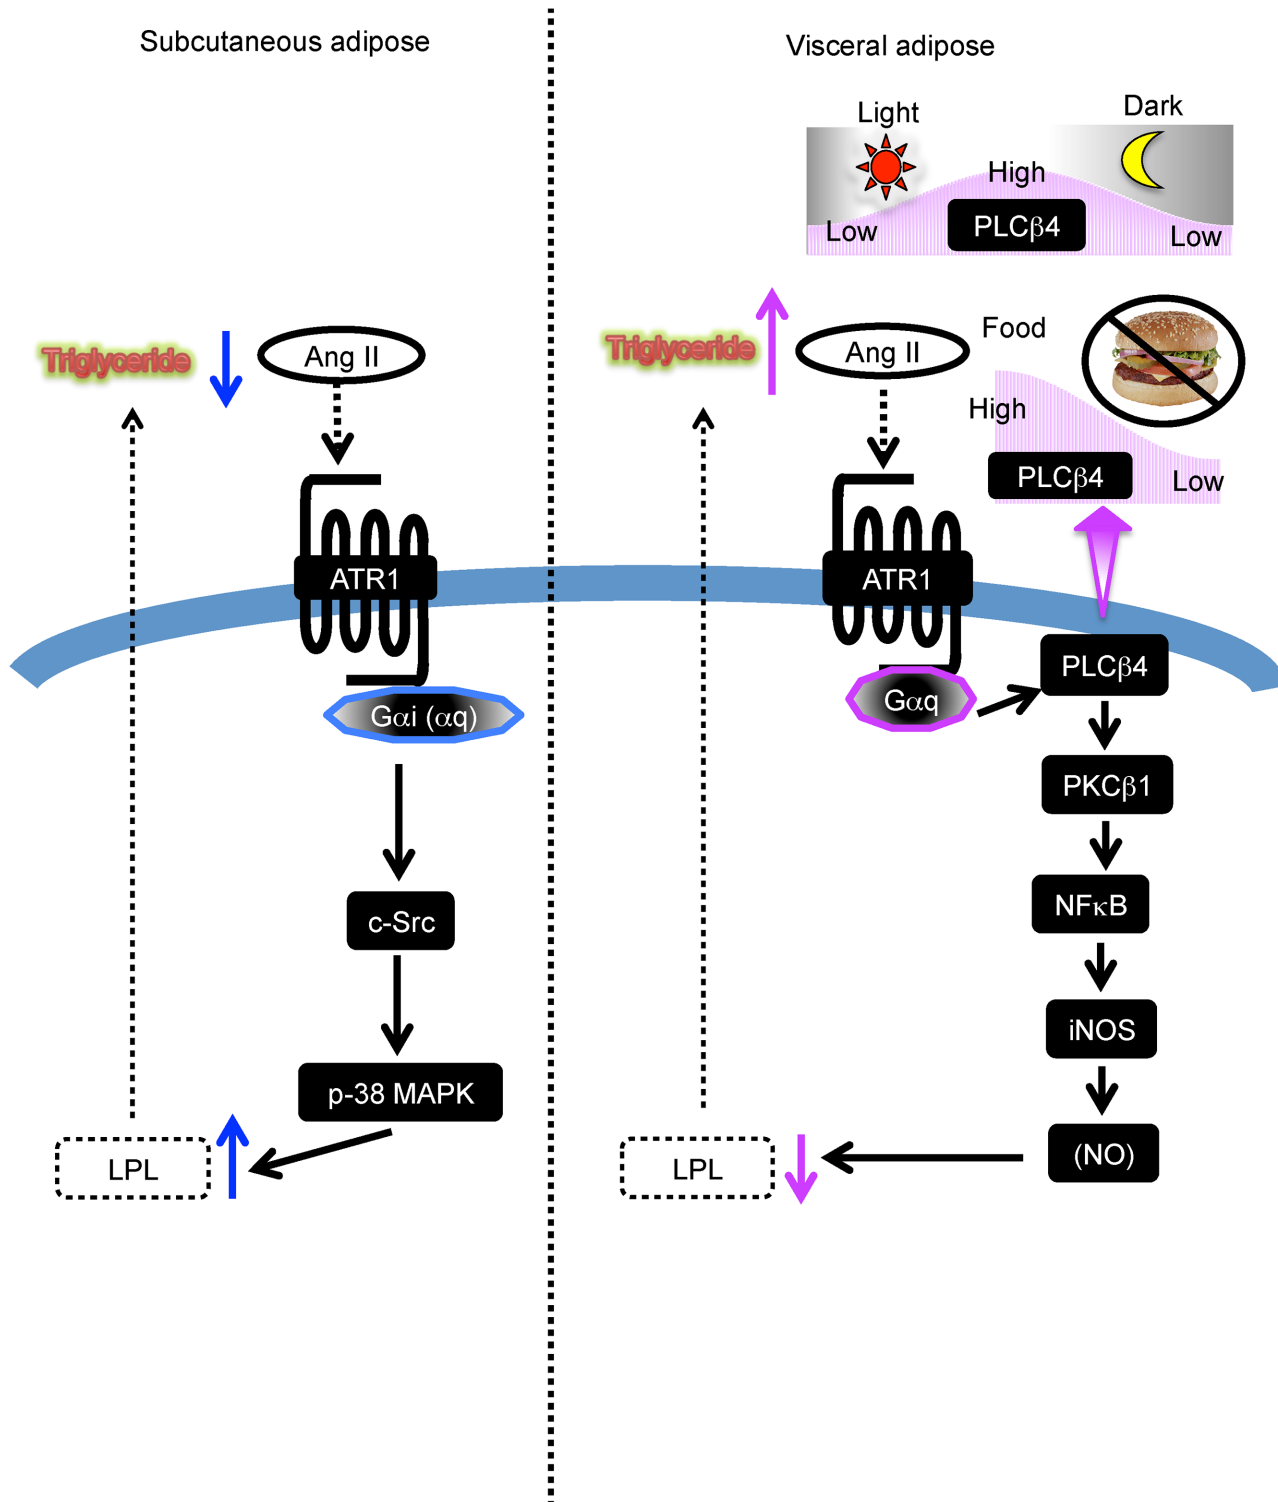 Subcutaneous adipose
Triglyceride
Ang II
ATR1
Gαi (αq)
c-Src
p-38 MAPK
LPL
Visceral adipose
Light
Dark
High
Low
PLCβ4
Low
Triglyceride
Ang II
Food
High
PLCβ4
Low
ATR1
Gαq
PLCβ4
PKCβ1
NFκB
iNOS
(NO)
LPL